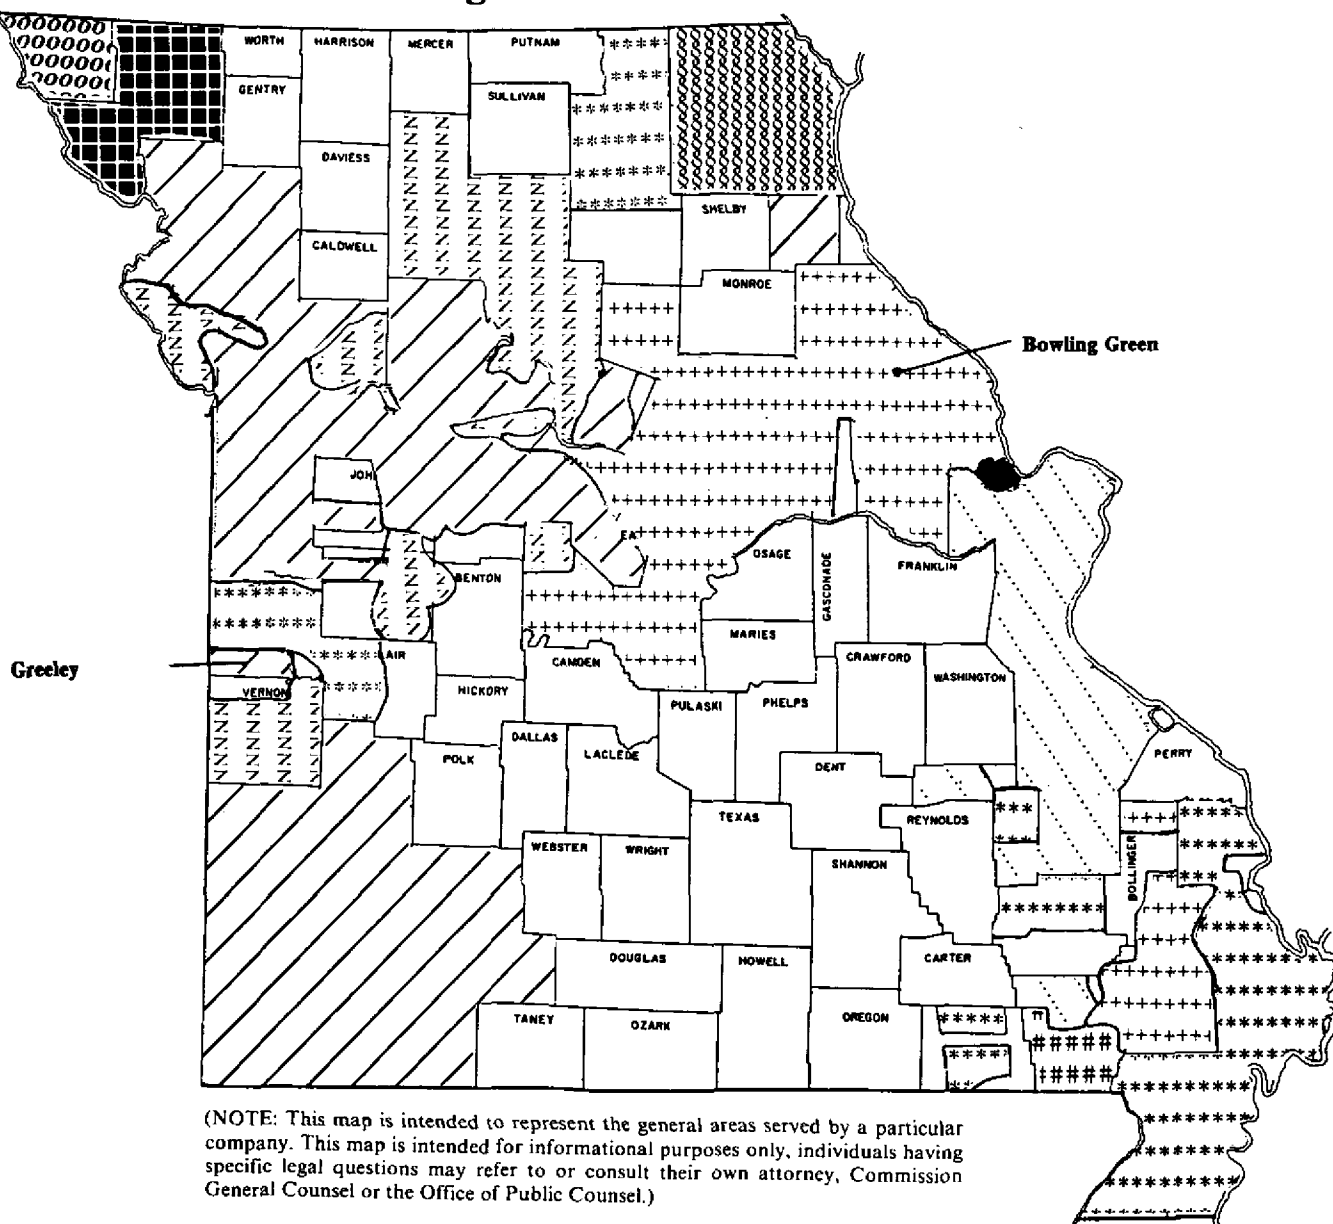 WORTH HARRISON MERCER PUTNAM
GENTRY SULLIVAN
DAVIESS
SHELBY
CALDWELL
MONROE
Bowling Green
JOH
EA
OSAGE
GASCONADE
FRANKLIN
BENTON
MARIES
AIR CAMDEN CRAWFORD
Greeley
WASHINGTON
VERNON HICKORY
PULASKI PHELPS
DALLAS
LACLEDE PERRY
POLK DENT
TEXAS REYNOLDS
WEBSTER WRIGHT
SHANNON BOLLINGER
DOUGLAS HOWELL CARTER
TANEY OZARK OREGON
(NOTE: This map is intended to represent the general areas served by a particular
company. This map is intended for informational purposes only, individuals having
specific legal questions may refer to or consult their own attorney, Commission
General Counsel or the Office of Public Counsel.)